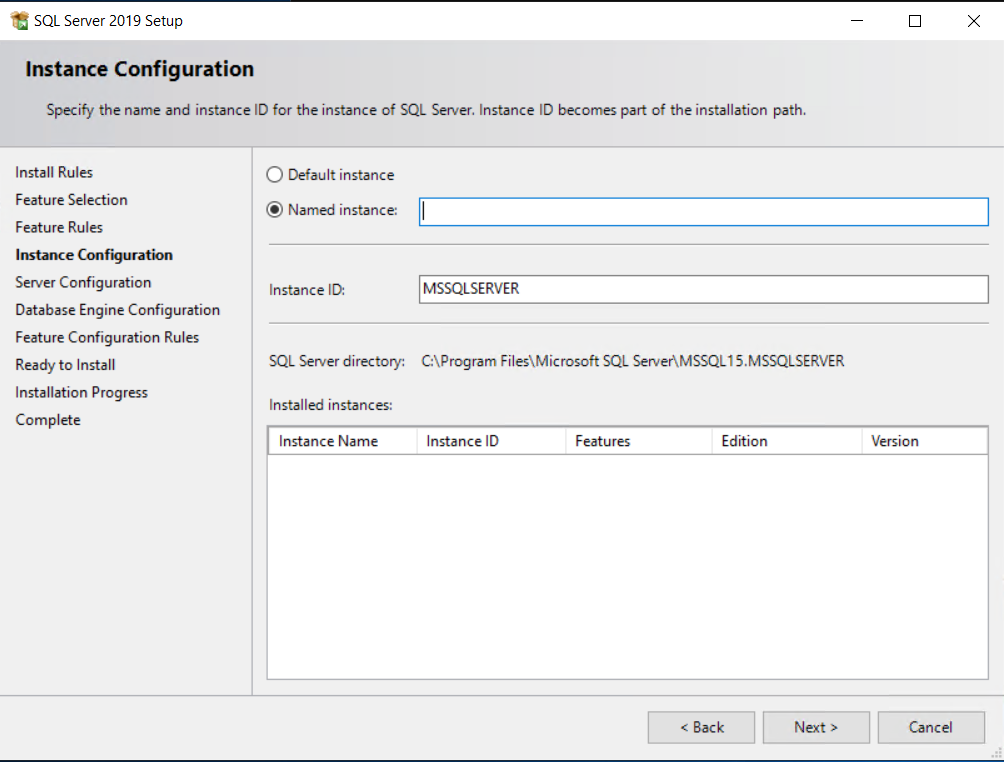 SQL Server 2019 Setup
Instance Configuration
Specify the name and instance ID for the instance of SQL Server. Instance ID becomes part of the installation path.
Install Rules
Feature Selection
Feature Rules
Instance Configuration
Server Configuration
Database Engine Configuration
Feature Configuration Rules
Ready to Install
Installation Progress
Complete
Default instance
Named instance:
Instance ID: MSSQLSERVER
SQL Server directory: C:\Program Files\Microsoft SQL Server\MSSQL15.MSSQLSERVER
Installed instances:
Instance Name Instance ID Features Edition Version
< Back Next > Cancel